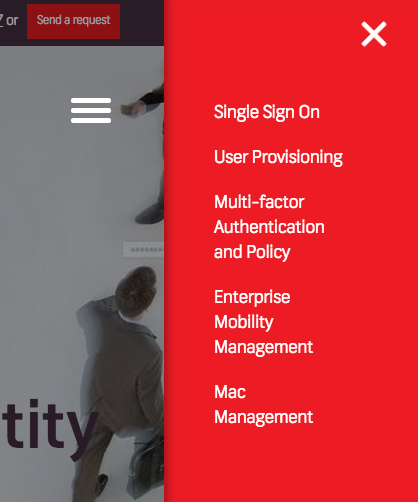 or
Send a request
Single Sign On
User Provisioning
Multi-factor
Authentication
and Policy
Enterprise
Mobility
Management
Mac
Management
tity